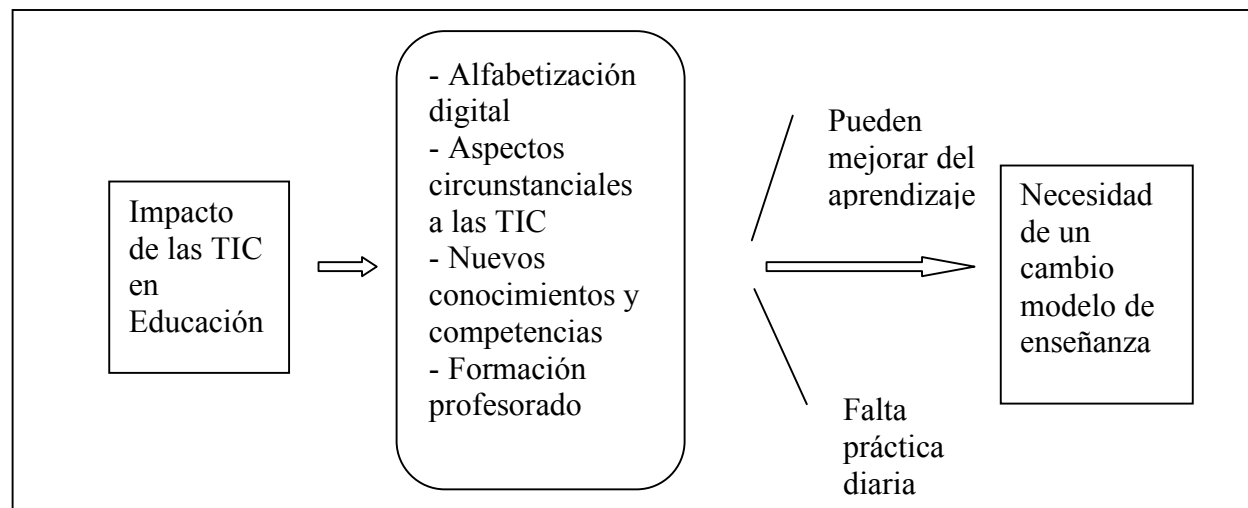 Impacto
de las TIC
en
Educación
- Alfabetización
digital
- Aspectos
circunstanciales
a las TIC
- Nuevos
conocimientos y
competencias
- Formación
profesorado
Pueden
mejorar del
aprendizaje
Falta
práctica
diaria
Necesidad
de un
cambio
modelo de
enseñanza